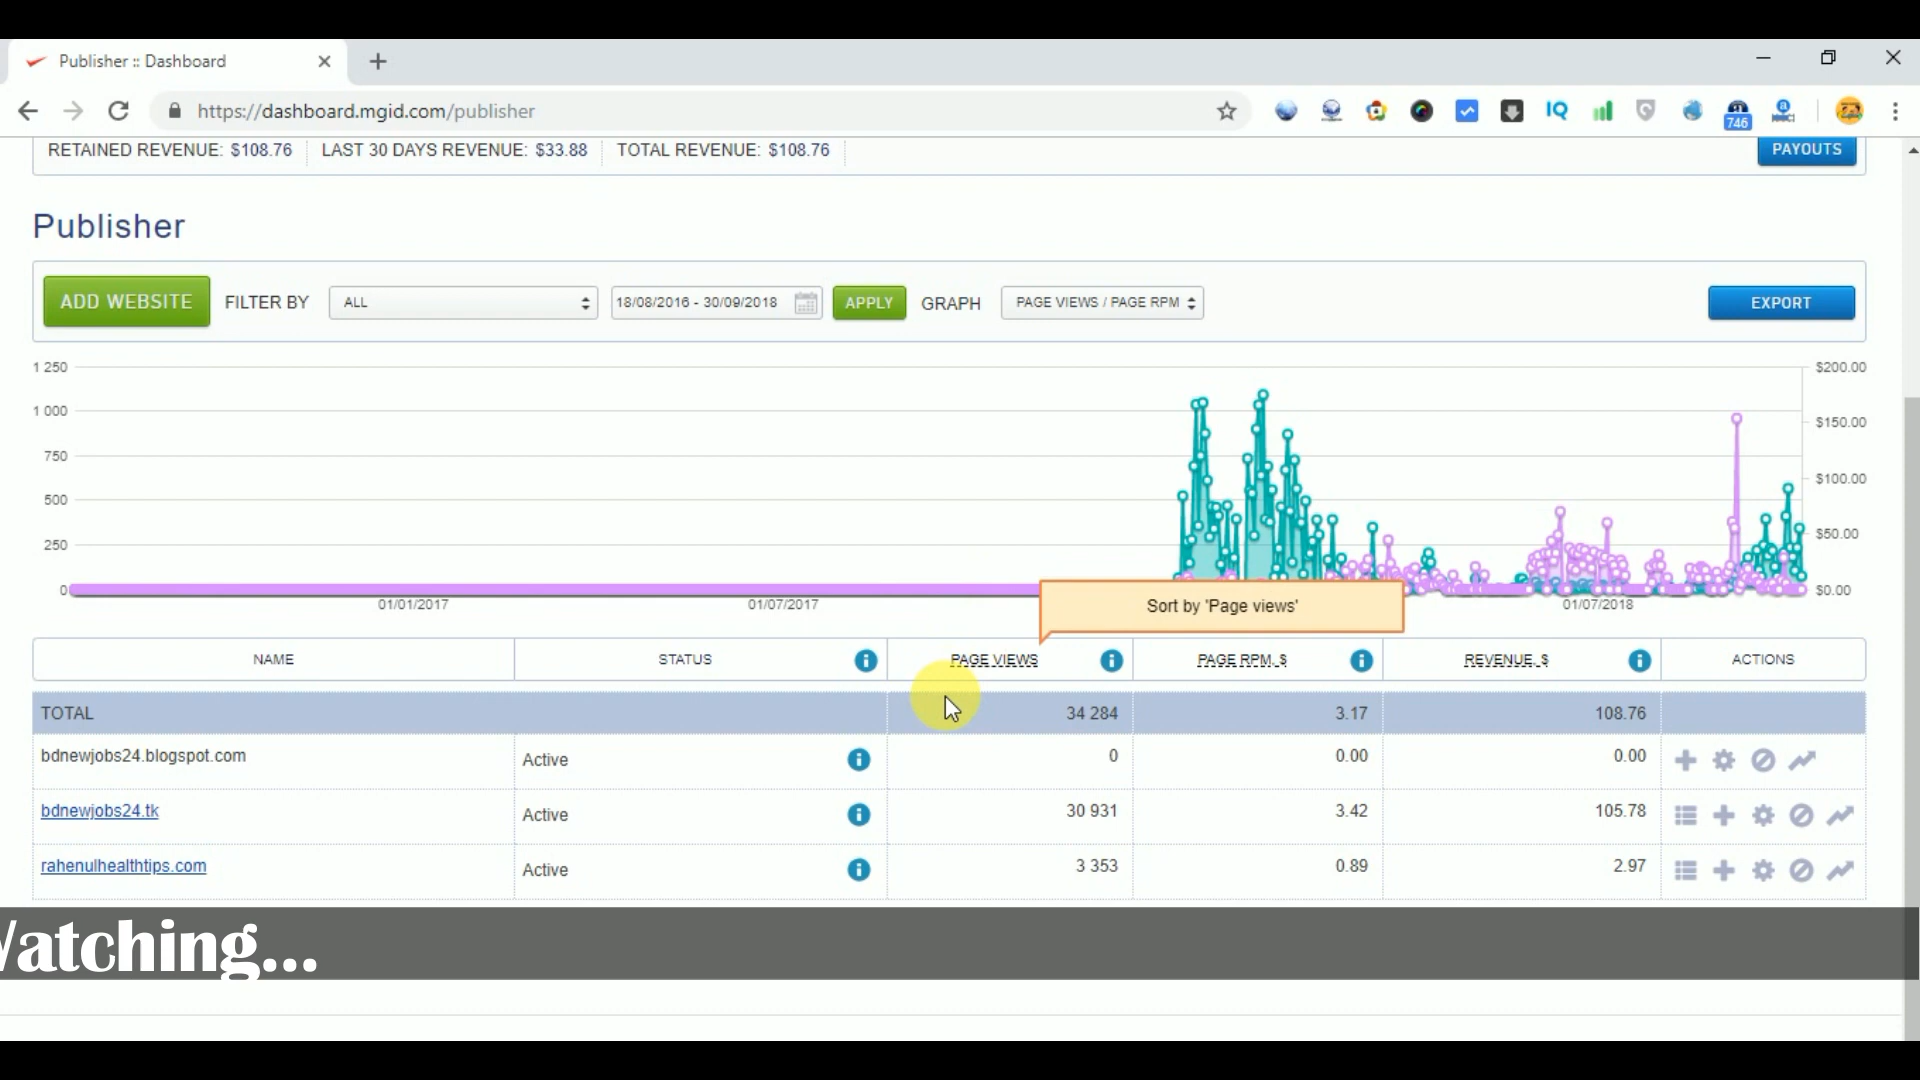 Publisher :: Dashboard
https://dashboard.mgid.com/publisher
IQ
746
RETAINED REVENUE: $108.76 LAST 30 DAYS REVENUE: $33.88 TOTAL REVENUE: $108.76
PAYOUTS
Publisher
ADD WEBSITE FILTER BY ALL 18/08/2016 - 30/09/2018 APPLY GRAPH PAGE VIEWS / PAGE RPM EXPORT
1 250 $200.00
1 000 $150.00
750
500 $100.00
250 $50.00
0 $0.00
01/01/2017 01/07/2017 01/07/2018
Sort by 'Page views'
NAME STATUS PAGE VIEWS PAGE RPM, $ REVENUE, $ ACTIONS
TOTAL 34 284 3.17 108.76
bdnewjobs24.blogspot.com Active 0 0.00 0.00
bdnewjobs24.tk Active 30 931 3.42 105.78
rahenulhealthtips.com Active 3 353 0.89 2.97
Watching...